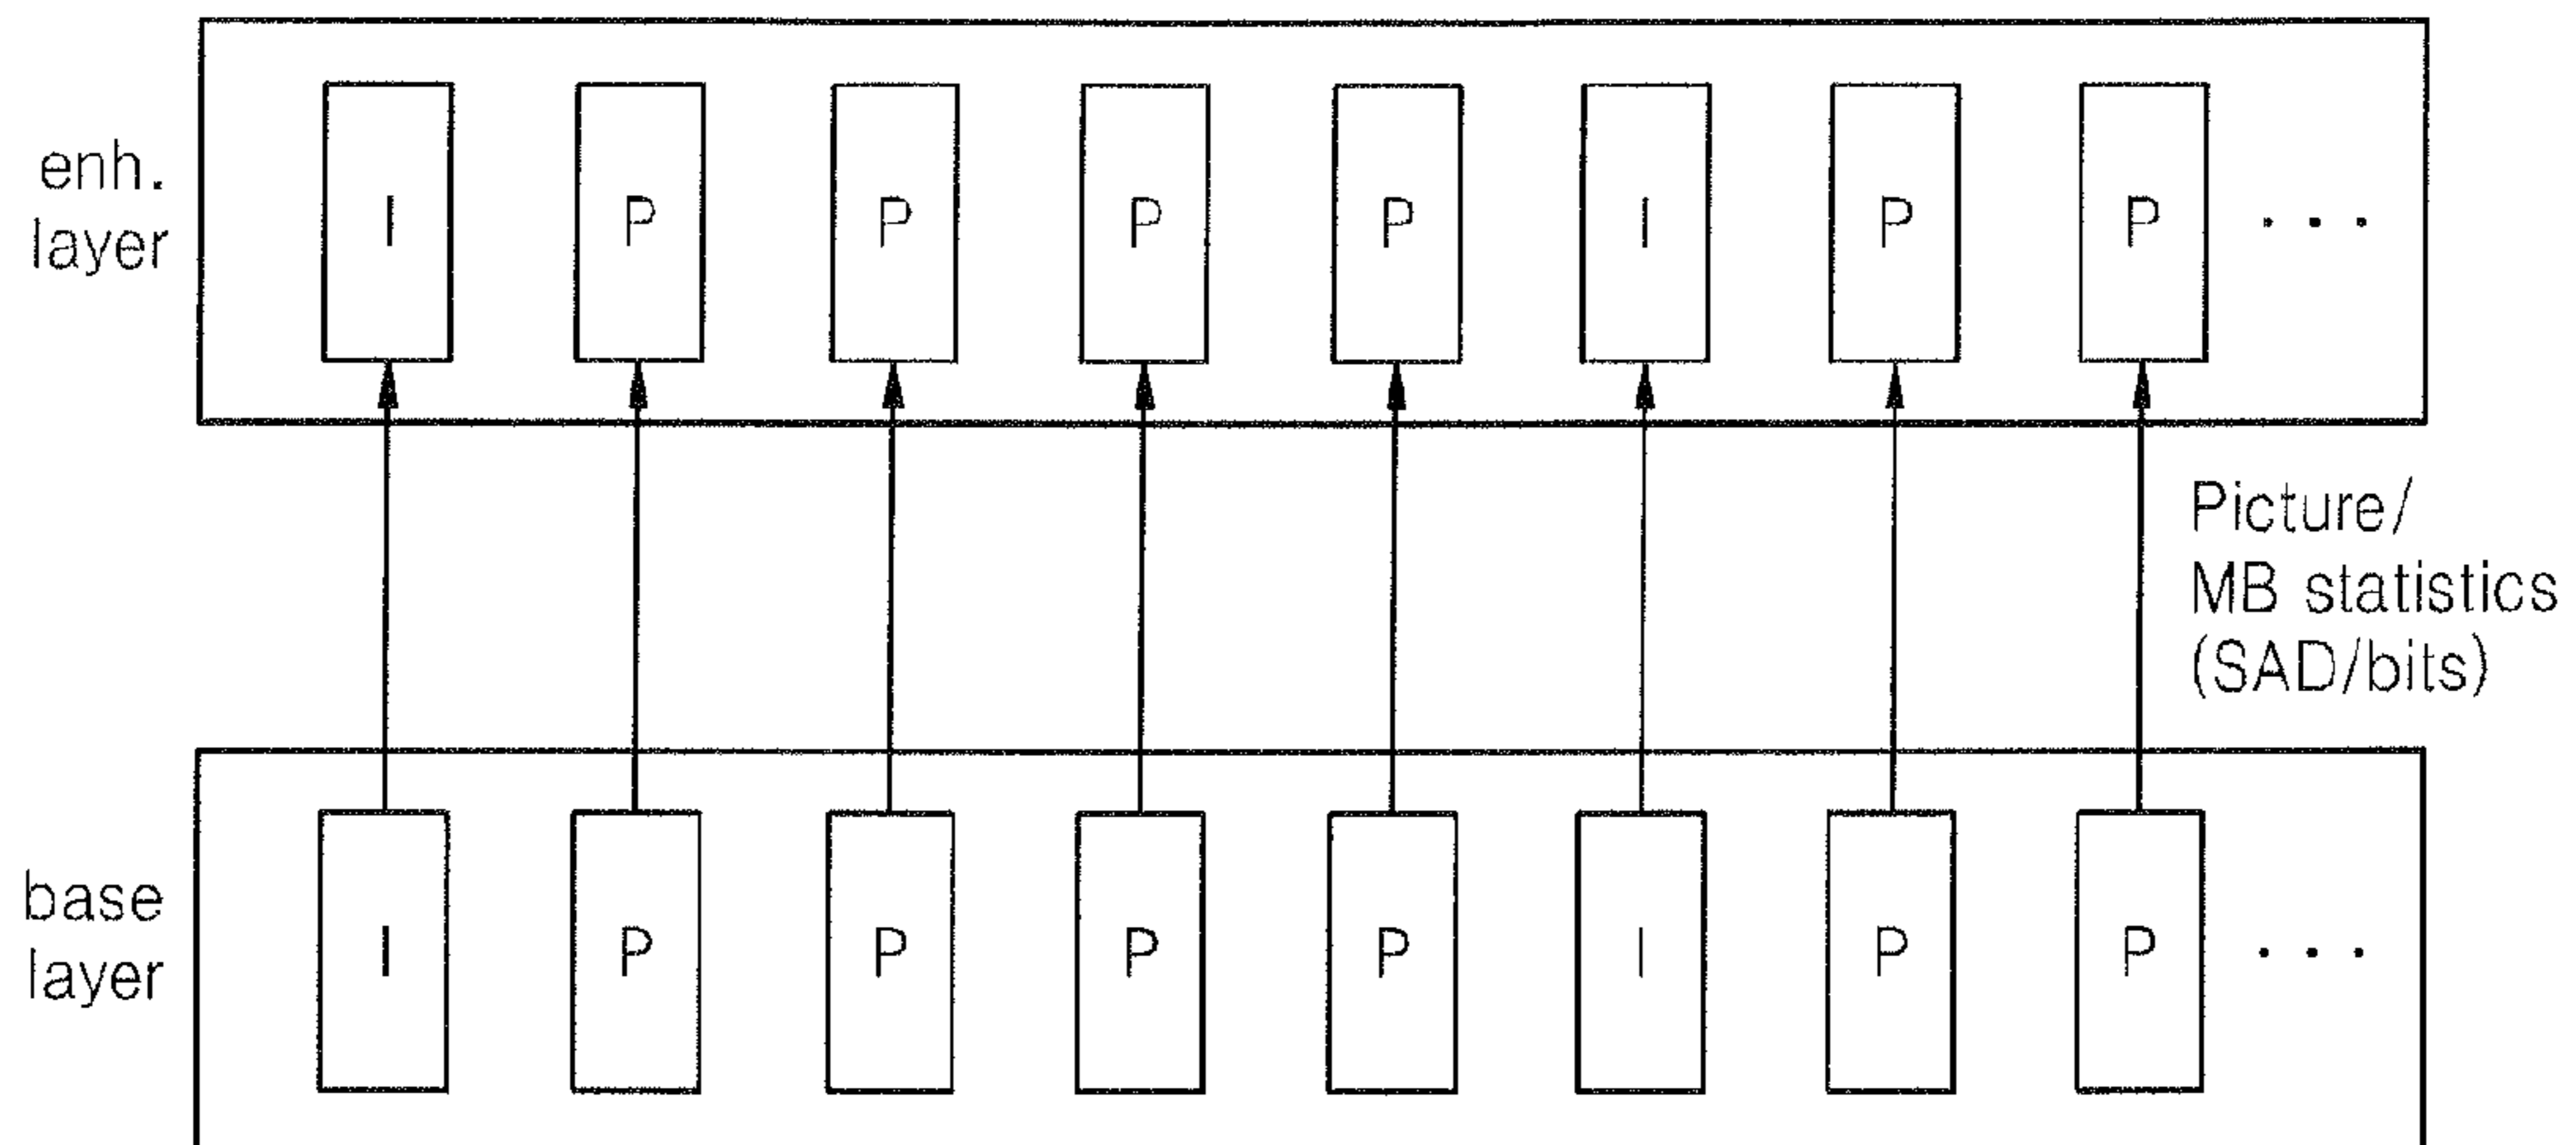 enh.
layer
I P P P P I P P . . .
Picture/
MB statistics
(SAD/bits)
base
layer
I P P P P I P P . . .